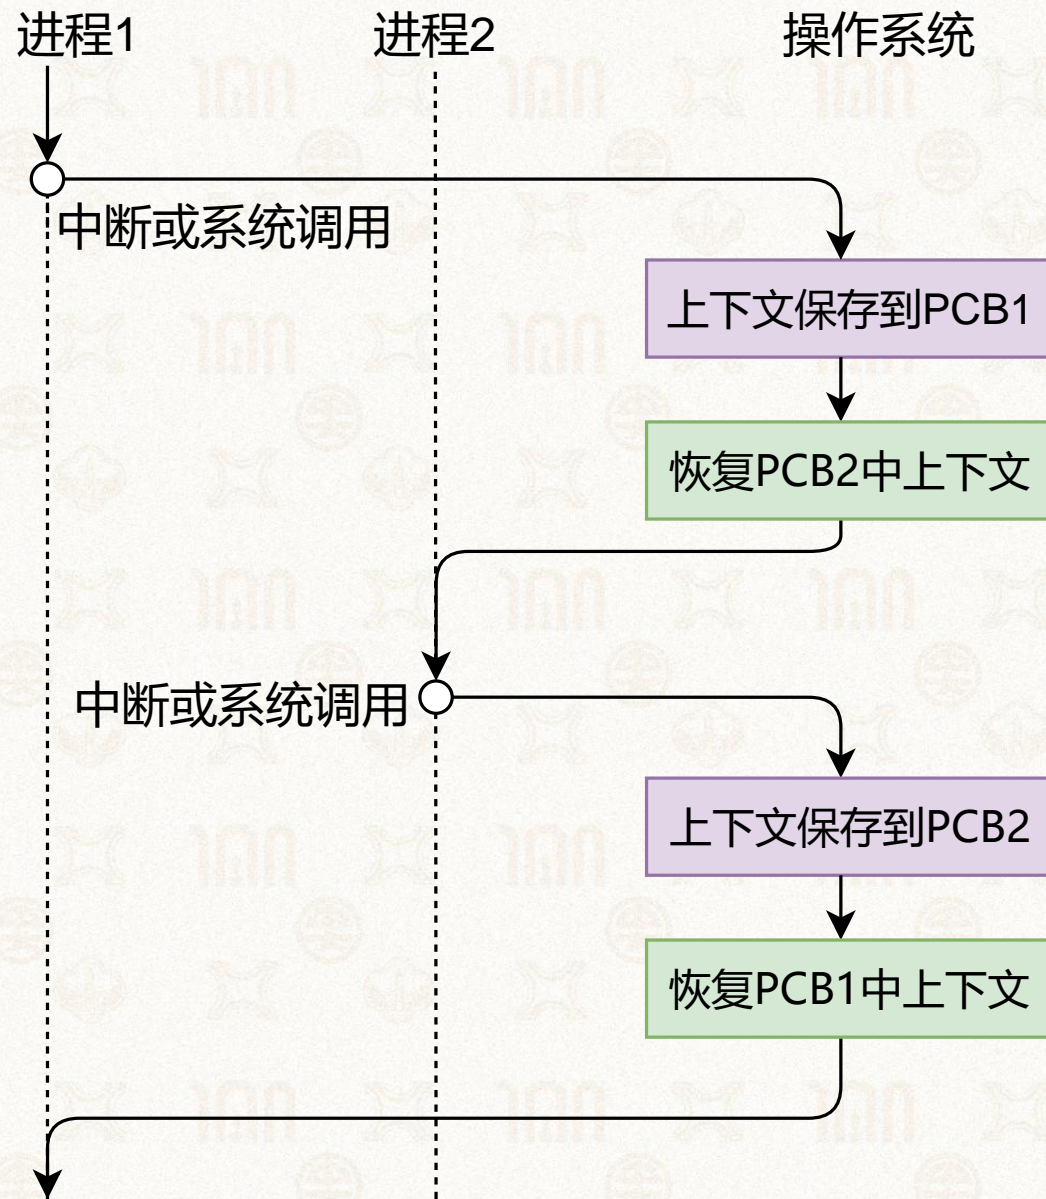 进程1
进程2
操作系统
中断或系统调用
上下文保存到PCB1
恢复PCB2中上下文
中断或系统调用
上下文保存到PCB2
恢复PCB1中上下文